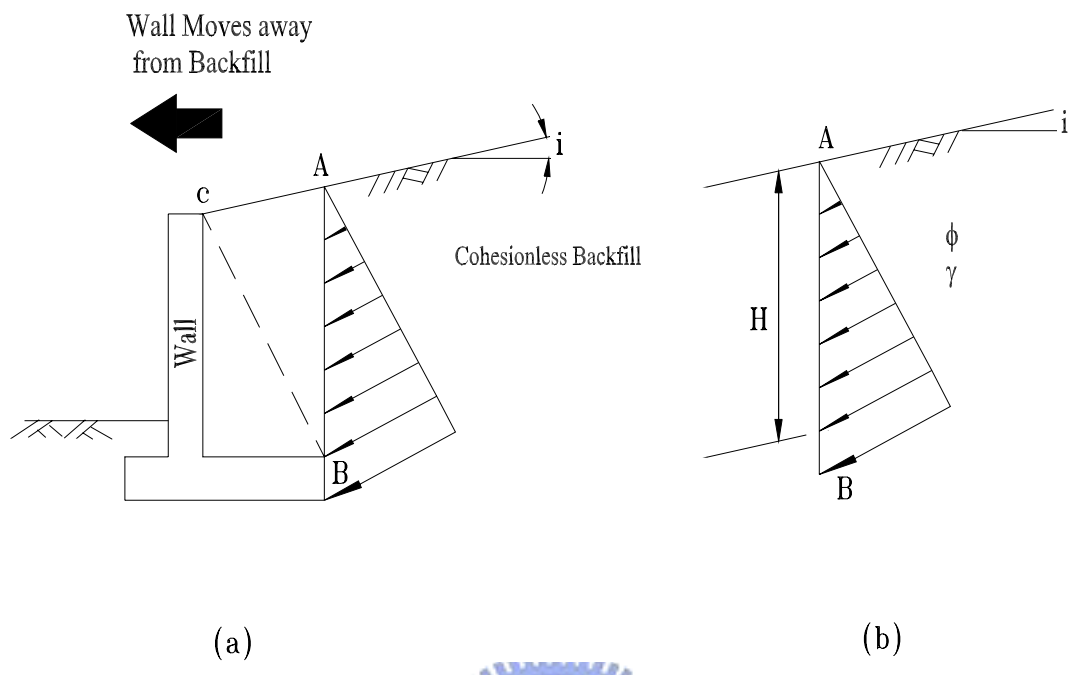 Wall Moves away
from Backfill
i
A
c
Cohesionless Backfill
Wall
B
(a)
i
A
ϕ
γ
H
B
(b)